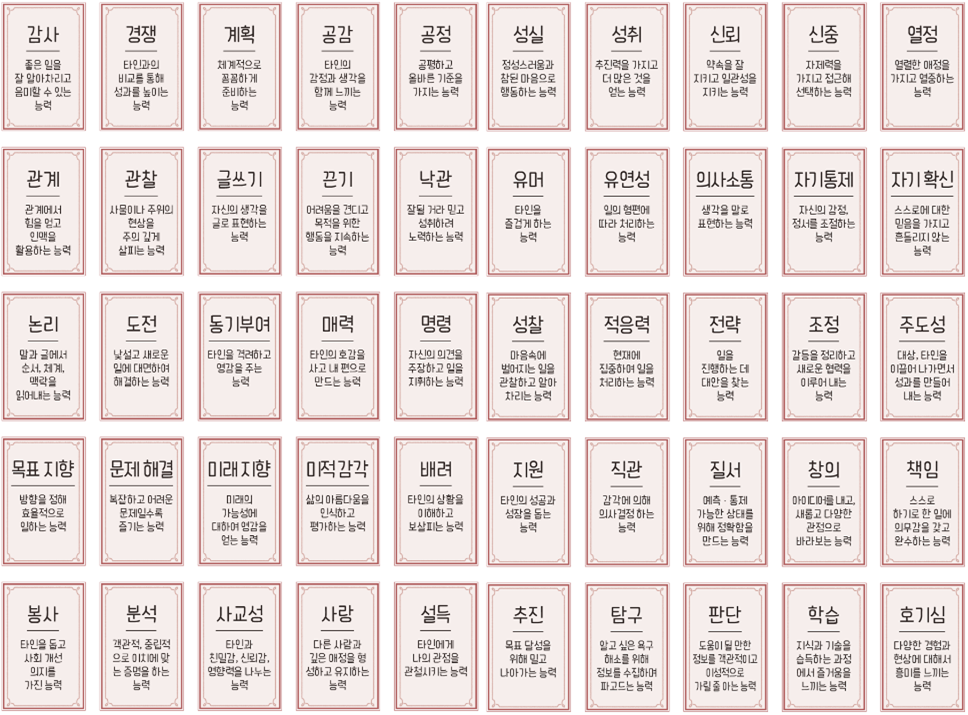 감사
좋은 일을
잘 알아차리고
음미할 수 있는
능력
경쟁
타인과의
비교를 통해
성과를 높이는
능력
계획
체계적으로
꼼꼼하게
준비하는
능력
공감
타인의
감정과 생각을
함께 느끼는
능력
공정
공평하고
올바른 기준을
가지는 능력
성실
정성스러움과
참된 마음으로
행동하는 능력
성취
추진력을 가지고
더 많은 것을
얻는 능력
신뢰
약속을 잘
지키고 일관성을
지키는 능력
신중
자제력을
가지고 접근해
선택하는 능력
열정
열렬한 애정을
가지고 열중하는
능력
관계
관계에서
힘을 얻고
인맥을
활용하는 능력
관찰
사물이나 주위의
현상을
주의 깊게
살피는 능력
글쓰기
자신의 생각을
글로 표현하는
능력
끈기
어려움을 견디고
목적을 위한
행동을 지속하는
능력
낙관
잘될 거라 믿고
성취하려
노력하는 능력
유머
타인을
즐겁게 하는
능력
유연성
일의 형편에
따라 처리하는
능력
의사소통
생각을 말로
표현하는 능력
자기통제
자신의 감정,
정서를 조절하는
능력
자기 확신
스스로에 대한
믿음을 가지고
흔들리지 않는
능력
논리
말과 글에서
순서, 체계,
맥락을
읽어내는 능력
도전
낯설고 새로운
일에 대면하여
해결하는 능력
동기부여
타인을 격려하고
영감을 주는
능력
매력
타인의 호감을
사고 내 편으로
만드는 능력
명령
자신의 의견을
주장하고 일을
지휘하는 능력
성찰
마음속에
벌어지는 일을
관찰하고 알아
차리는 능력
적응력
현재에
집중하여 일을
처리하는 능력
전략
일을
진행하는 데
대안을 찾는
능력
조정
갈등을 정리하고
새로운 협력을
이루어 내는
능력
주도성
대상, 타인을
이끌어 나가면서
성과를 만들어
내는 능력
목표 지향
방향을 정해
효율적으로
일하는 능력
문제 해결
복잡하고 어려운
문제일수록
즐기는 능력
미래 지향
미래의
가능성에
대하여 영감을
얻는 능력
미적 감각
삶의 아름다움을
인식하고
평가하는 능력
배려
타인의 상황을
이해하고
보살피는 능력
지원
타인의 성공과
성장을 돕는
능력
직관
감각에 의해
의사결정 하는
능력
질서
예측·통제
가능한 상태를
위해 정확함을
만드는 능력
창의
아이디어를 내고,
새롭고 다양한
관점으로
바라보는 능력
책임
스스로
하기로 한 일에
의무감을 갖고
완수하는 능력
봉사
타인을 돕고
사회 개선
의지를
가진 능력
분석
객관적, 중립적
으로 이치에 맞
는 증명을 하는
능력
사교성
타인과
친밀감, 신뢰감,
영향력을 나누는
능력
사랑
다른 사람과
깊은 애정을 형
성하고 유지하는
능력
설득
타인에게
나의 관점을
관철시키는 능력
추진
목표 달성을
위해 밀고
나아가는 능력
탐구
알고 싶은 욕구
해소를 위해
정보를 수집하며
파고드는 능력
판단
도움이 될 만한
정보를 객관적이고
이성적으로
가릴 줄 아는 능력
학습
지식과 기술을
습득하는 과정
에서 즐거움을
느끼는 능력
호기심
다양한 경험과
현상에 대해서
흥미를 느끼는
능력